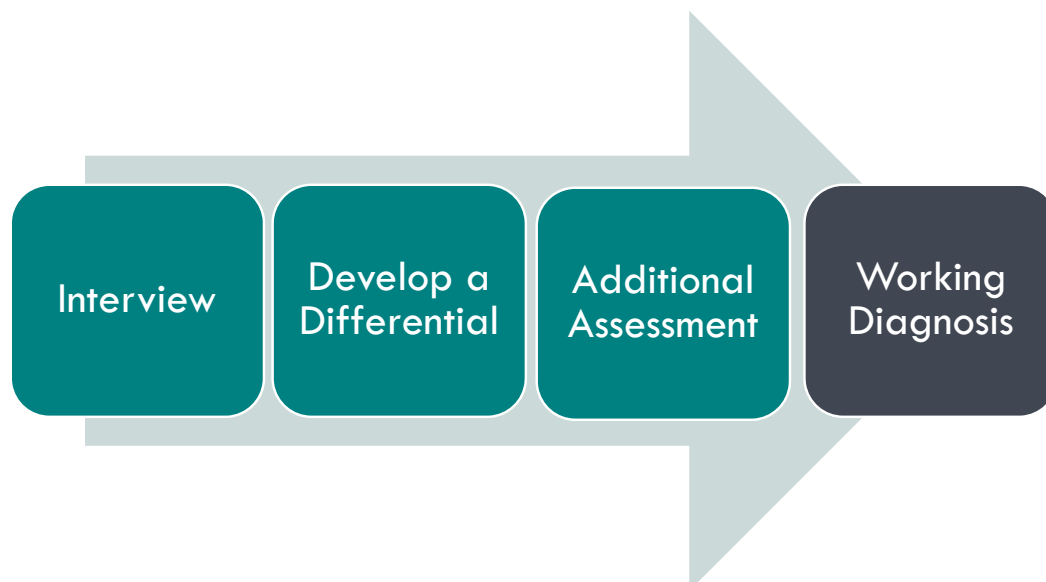 Interview
Develop a
Differential
Additional
Assessment
Working
Diagnosis